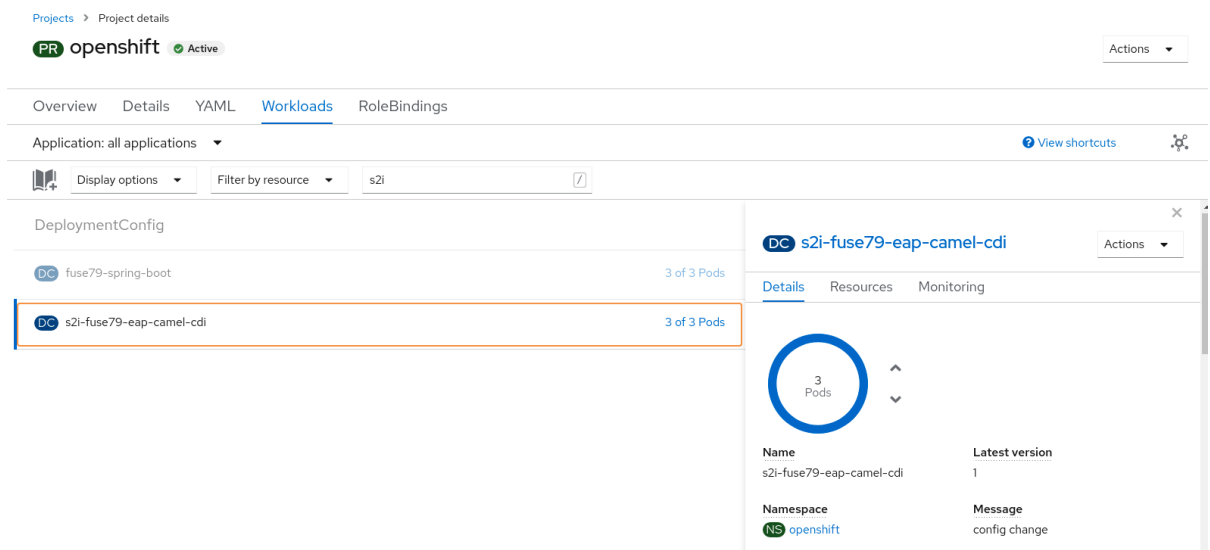 Projects > Project details
PR openshift Active
Actions
Overview Details YAML Workloads RoleBindings
Application: all applications
View shortcuts
Display options
Filter by resource
s2i
/
DeploymentConfig
DC fuse79-spring-boot 3 of 3 Pods
DC s2i-fuse79-eap-camel-cdi 3 of 3 Pods
DC s2i-fuse79-eap-camel-cdi
Actions
Details Resources Monitoring
3
Pods
Name
s2i-fuse79-eap-camel-cdi
Latest version
1
Namespace
NS openshift
Message
config change